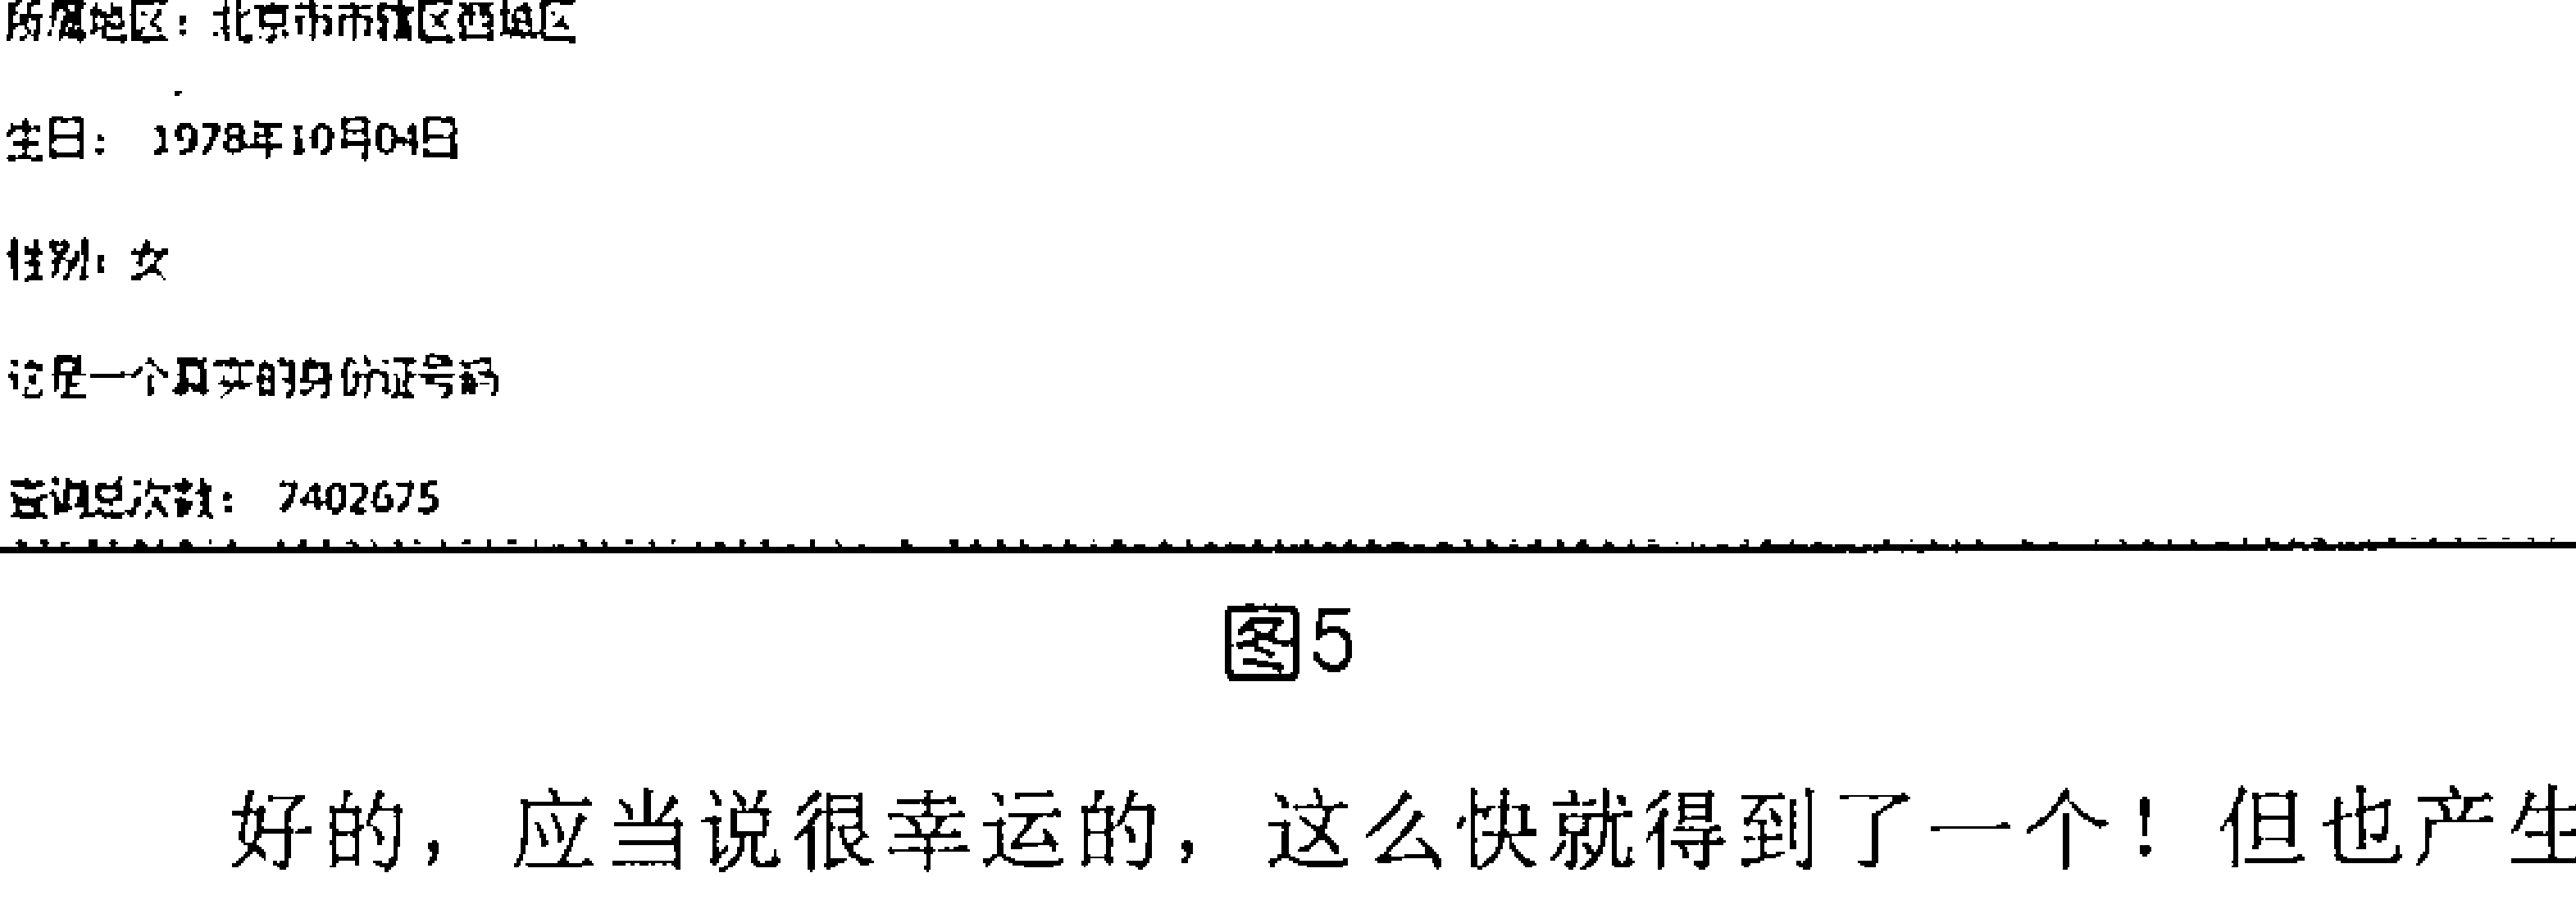 所属地区：北京市市辖区西城区
生日： 1978年10月04日
性别：女
这是一个真实的身份证号码
查询总次数： 7402675
图5
好的，应当说很幸运的，这么快就得到了一个！但也产生